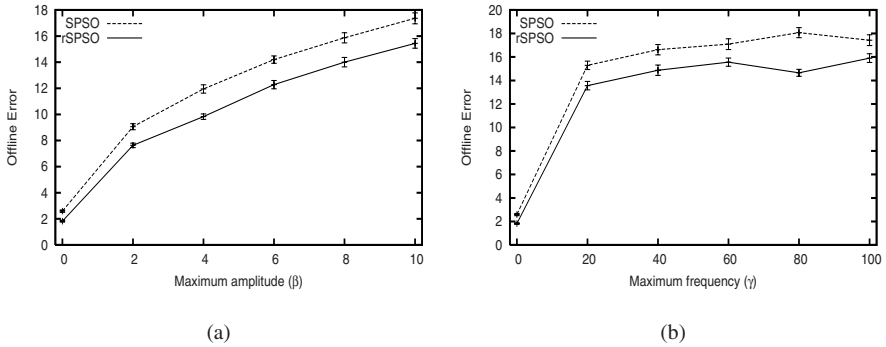 SPSO
rSPSO
18
16
14
12
10
8
6
4
2
0
Offline Error
0 2 4 6 8 10
Maximum amplitude (β)
(a)
SPSO
rSPSO
20
18
16
14
12
10
8
6
4
2
0
Offline Error
0 20 40 60 80 100
Maximum frequency (γ)
(b)